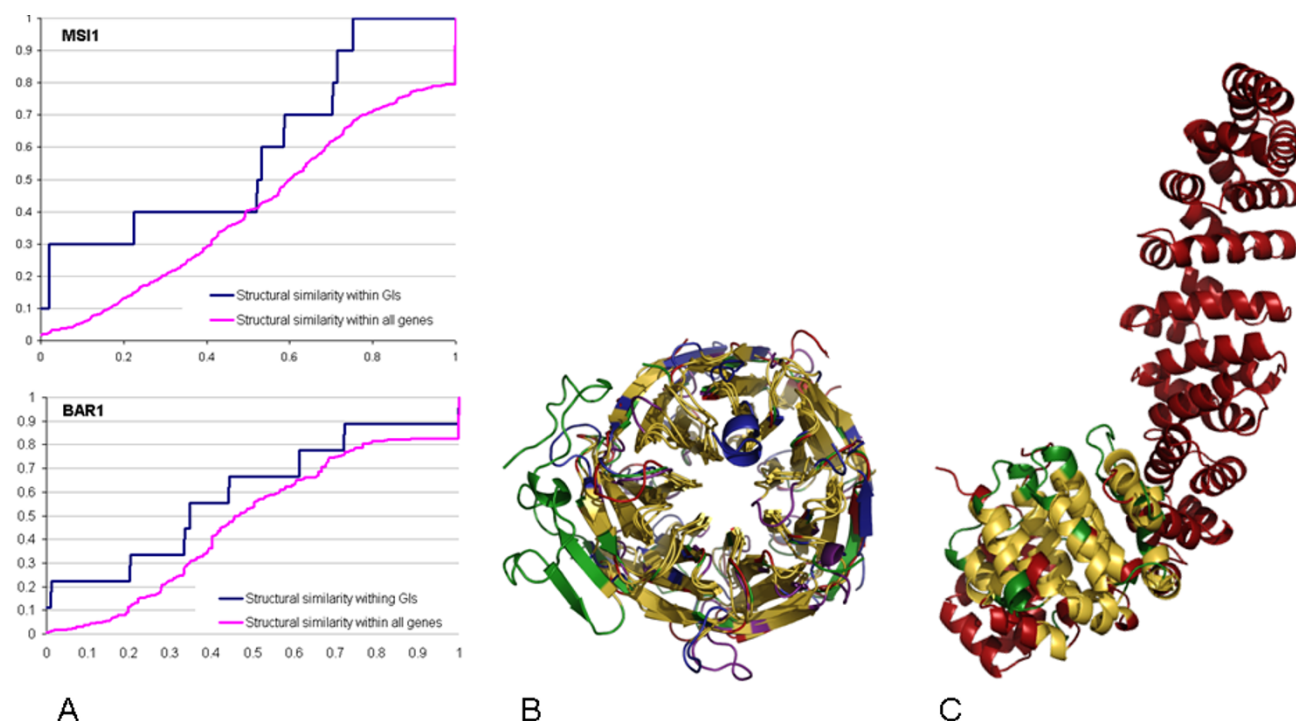 MSI1
1
0.9
0.8
0.7
0.6
0.5
0.4
0.3
0.2
0.1
0
Structural similarity within GIs
Structural similarity within all genes
0 0.2 0.4 0.6 0.8 1
BAR1
1
0.9
0.8
0.7
0.6
0.5
0.4
0.3
0.2
0.1
0
Structural similarity withing GIs
Structural similarity within all genes
0 0.1 0.2 0.3 0.4 0.5 0.6 0.7 0.8 0.9 1
A B C